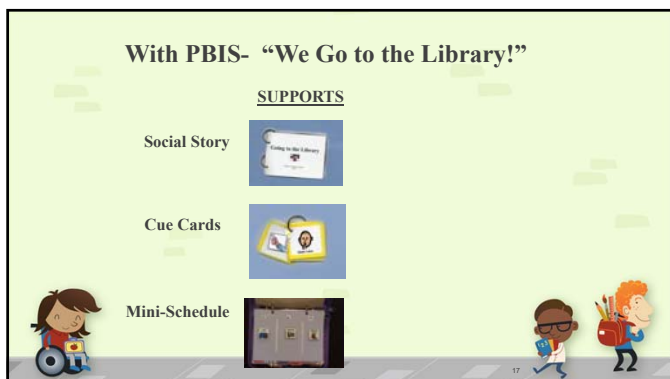 With PBIS- “We Go to the Library!”
SUPPORTS
Social Story
Going to the Library
Cue Cards
Mini-Schedule
17